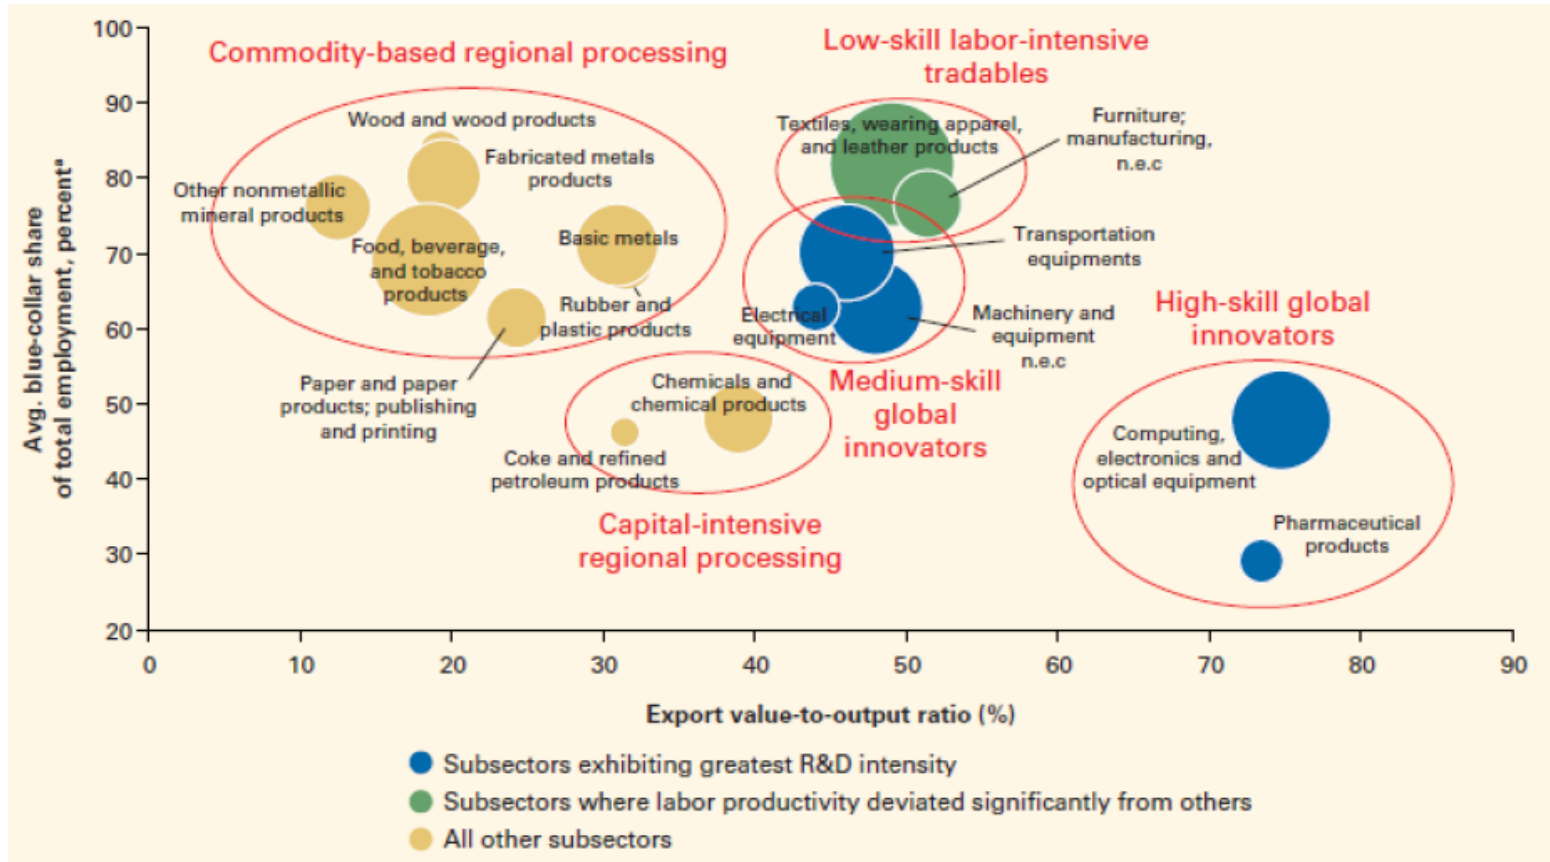 Commodity-based regional processing
Low-skill labor-intensive
tradables
Wood and wood products
Fabricated metals
products
Other nonmetallic
mineral products
Food, beverage,
and tobacco
products
Basic metals
Rubber and
plastic products
Paper and paper
products; publishing
and printing
Textiles, wearing apparel,
and leather products
Furniture;
manufacturing,
n.e.c
Transportation
equipments
Electrical
equipment
Machinery and
equipment
n.e.c
Medium-skill
global
innovators
High-skill global
innovators
Computing,
electronics and
optical equipment
Pharmaceutical
products
Chemicals and
chemical products
Coke and refined
petroleum products
Capital-intensive
regional processing
Avg. blue-collar share
of total employment, percentᵃ
100
90
80
70
60
50
40
30
20
0 10 20 30 40 50 60 70 80 90
Export value-to-output ratio (%)
Subsectors exhibiting greatest R&D intensity
Subsectors where labor productivity deviated significantly from others
All other subsectors